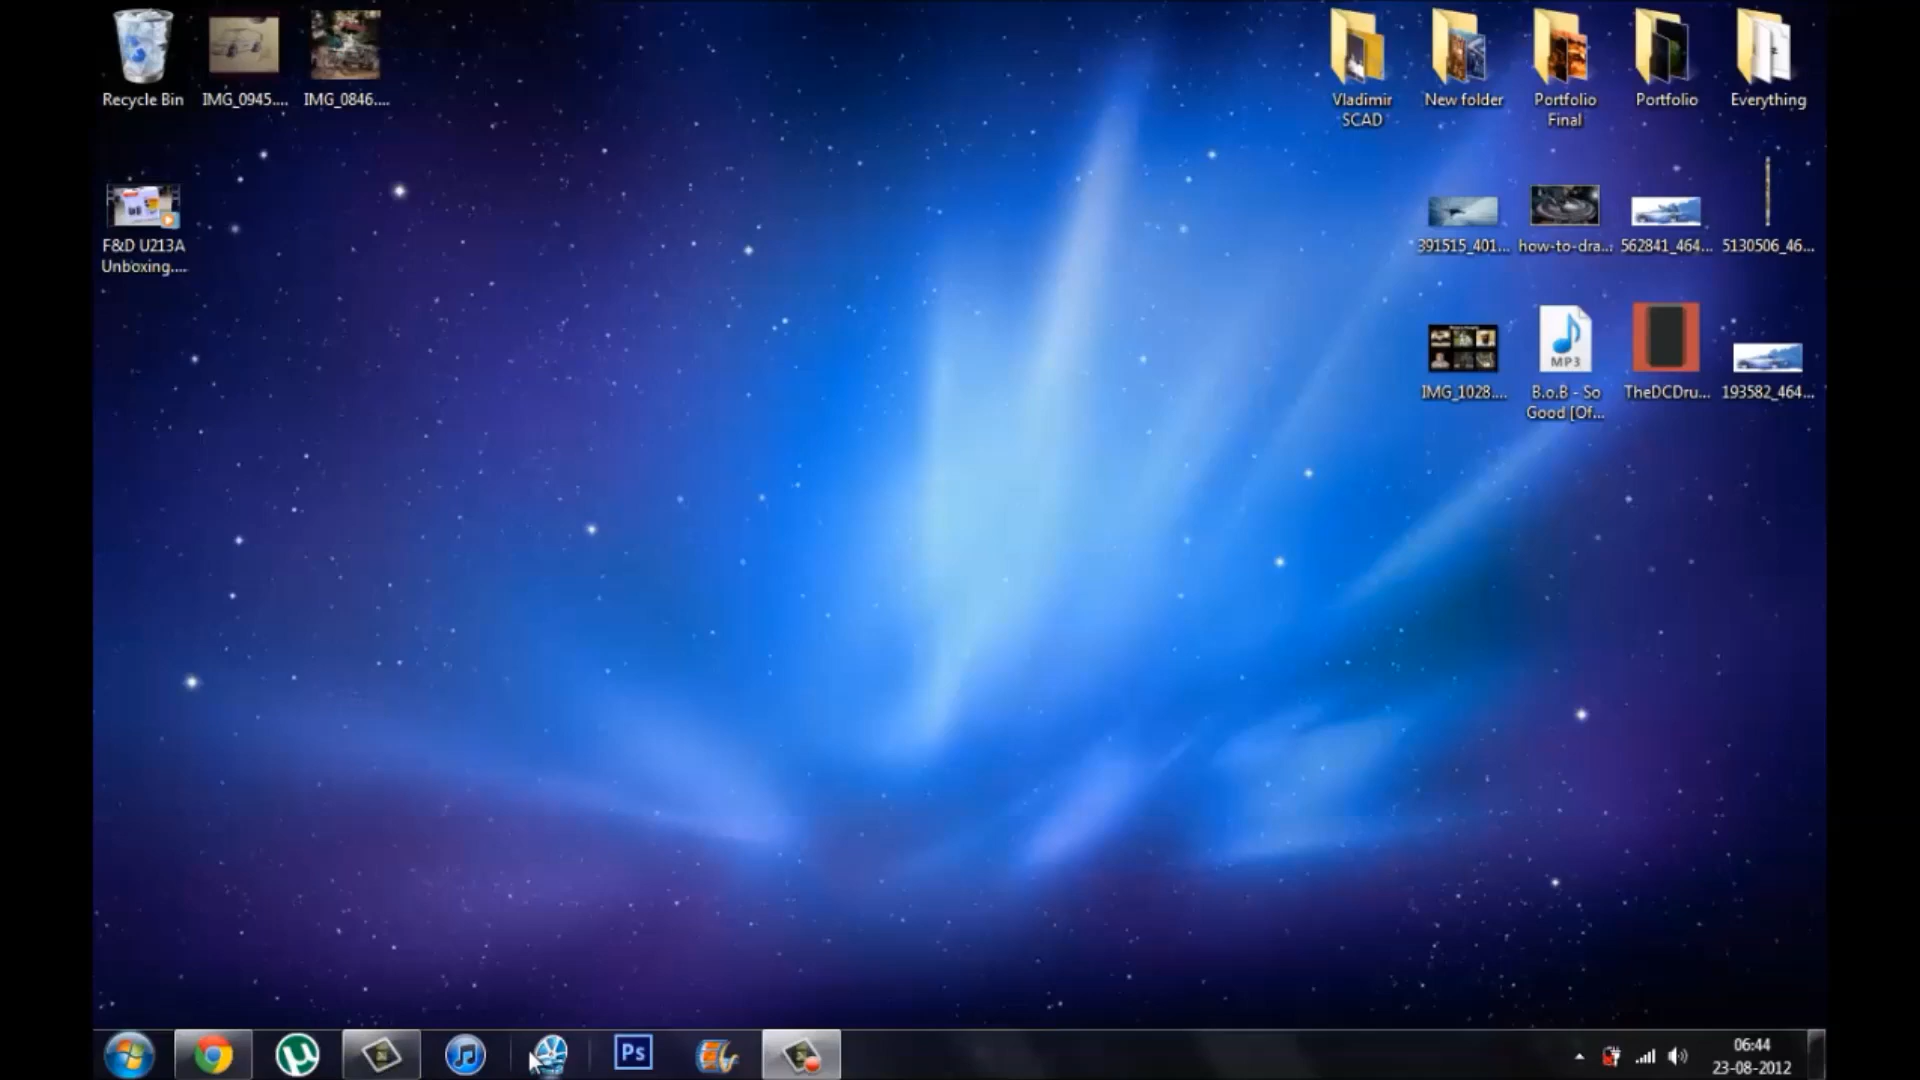 Recycle Bin
IMG_0945....
IMG_0846....
Vladimir
SCAD
New folder
Portfolio
Final
Portfolio
Everything
F&D U213A
Unboxing....
391515_401...
how-to-dra...
562841_464...
5130506_46...
IMG_1028....
MP3
B.o.B - So
Good [Of...
TheDCDru...
193582_464...
Ps
06:44
23-08-2012